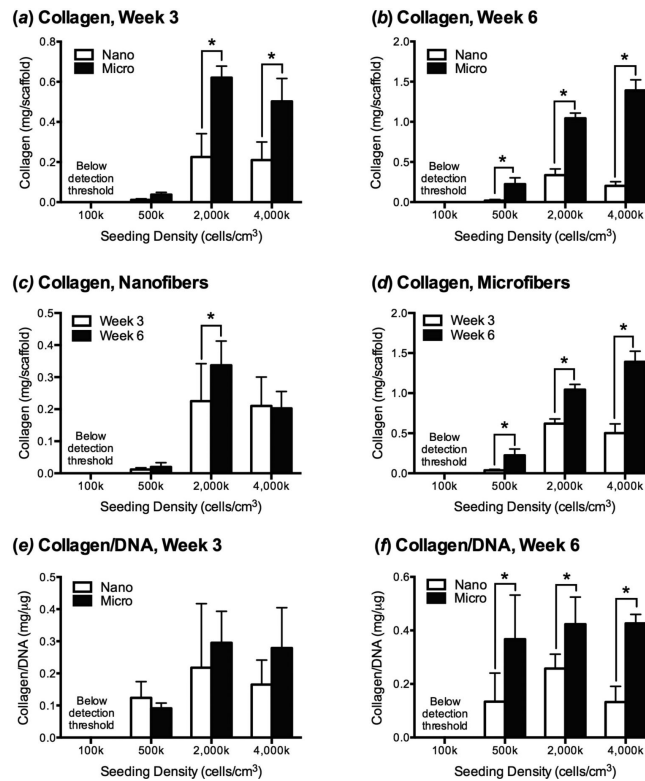 (a) Collagen, Week 3
Nano
Micro
Collagen (mg/scaffold)
0.8
0.6
0.4
0.2
0.0
Below
detection
threshold
*
*
100k 500k 2,000k 4,000k
Seeding Density (cells/cm³)
(b) Collagen, Week 6
Nano
Micro
Collagen (mg/scaffold)
2.0
1.5
1.0
0.5
0.0
Below
detection
threshold
*
*
*
100k 500k 2,000k 4,000k
Seeding Density (cells/cm³)
(c) Collagen, Nanofibers
Week 3
Week 6
Collagen (mg/scaffold)
0.5
0.4
0.3
0.2
0.1
0.0
Below
detection
threshold
*
100k 500k 2,000k 4,000k
Seeding Density (cells/cm³)
(d) Collagen, Microfibers
Week 3
Week 6
Collagen (mg/scaffold)
2.0
1.5
1.0
0.5
0.0
Below
detection
threshold
*
*
*
100k 500k 2,000k 4,000k
Seeding Density (cells/cm³)
(e) Collagen/DNA, Week 3
Nano
Micro
Collagen/DNA (mg/µg)
0.5
0.4
0.3
0.2
0.1
0.0
Below
detection
threshold
100k 500k 2,000k 4,000k
Seeding Density (cells/cm³)
(f) Collagen/DNA, Week 6
Nano
Micro
Collagen/DNA (mg/µg)
0.6
0.4
0.2
0.0
Below
detection
threshold
*
*
*
100k 500k 2,000k 4,000k
Seeding Density (cells/cm³)